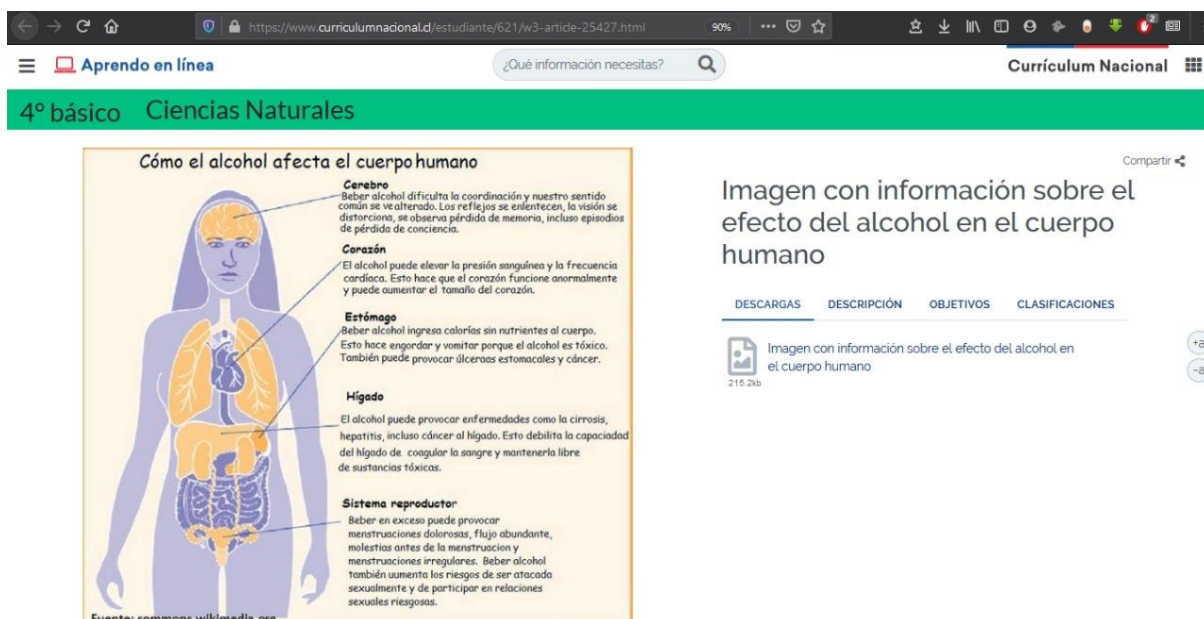 https://www.curriculumnacional.cl/estudiante/621/w3-article-25427.html
90%
2
Aprendo en línea
¿Qué información necesitas?
Currículum Nacional
4° básico Ciencias Naturales
Cómo el alcohol afecta el cuerpo humano
Cerebro
Beber alcohol dificulta la coordinación y nuestro sentido
común se ve alterado. Los reflejos se enlentecen, la visión se
distorciona, se observa pérdida de memoria, incluso episodios
de pérdida de conciencia.
Corazón
El alcohol puede elevar la presión sanguínea y la frecuencia
cardíaca. Esto hace que el corazón funcione anormalmente
y puede aumentar el tamaño del corazón.
Estómago
Beber alcohol ingresa calorías sin nutrientes al cuerpo.
Esto hace engordar y vomitar porque el alcohol es tóxico.
También puede provocar úlceras estomacales y cáncer.
Hígado
El alcohol puede provocar enfermedades como la cirrosis,
hepatitis, incluso cáncer al hígado. Esto debilita la capaciadad
del hígado de coagular la sangre y mantenerla libre
de sustancias tóxicas.
Sistema reproductor
Beber en exceso puede provocar
menstruaciones dolorosas, flujo abundante,
molestias antes de la menstruacion y
menstruaciones irregulares. Beber alcohol
también uumenta los riesgos de ser atacada
sexualmente y de participar en relaciones
sexuales riesgosas.
Fuente: commons.wikimedia.org
Compartir
Imagen con información sobre el
efecto del alcohol en el cuerpo
humano
DESCARGAS DESCRIPCIÓN OBJETIVOS CLASIFICACIONES
Imagen con información sobre el efecto del alcohol en
el cuerpo humano
215.2kb
+a
-a